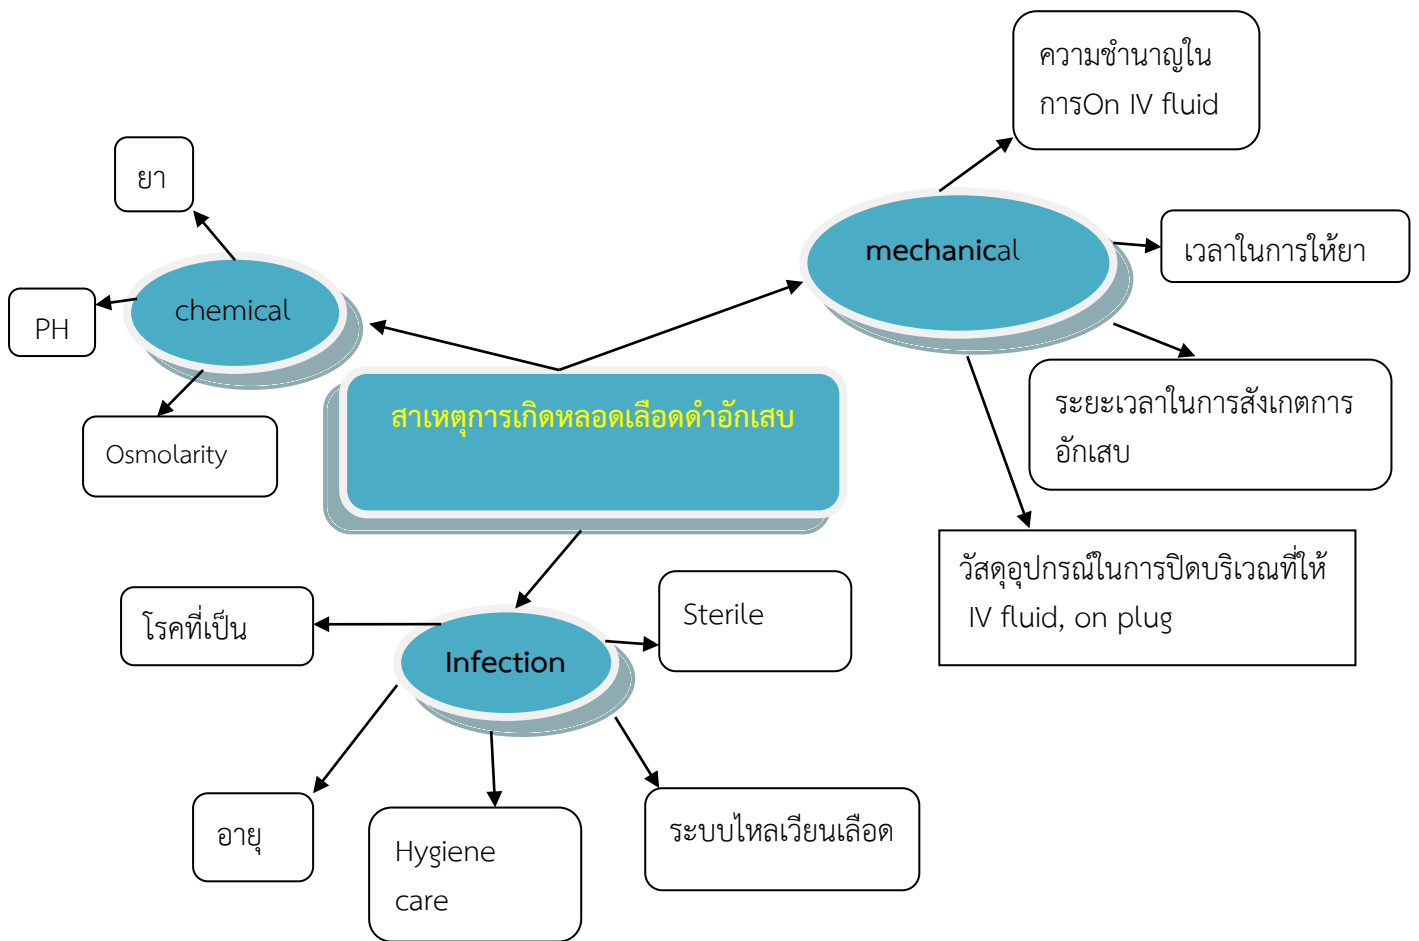 ความชำนาญใน
การOn IV fluid
ยา
mechanical
เวลาในการให้ยา
chemical
PH
สาเหตุการเกิดหลอดเลือดดำอักเสบ
ระยะเวลาในการสังเกตการ
อักเสบ
Osmolarity
วัสดุอุปกรณ์ในการปิดบริเวณที่ให้
IV fluid, on plug
โรคที่เป็น
Sterile
Infection
อายุ
Hygiene
care
ระบบไหลเวียนเลือด